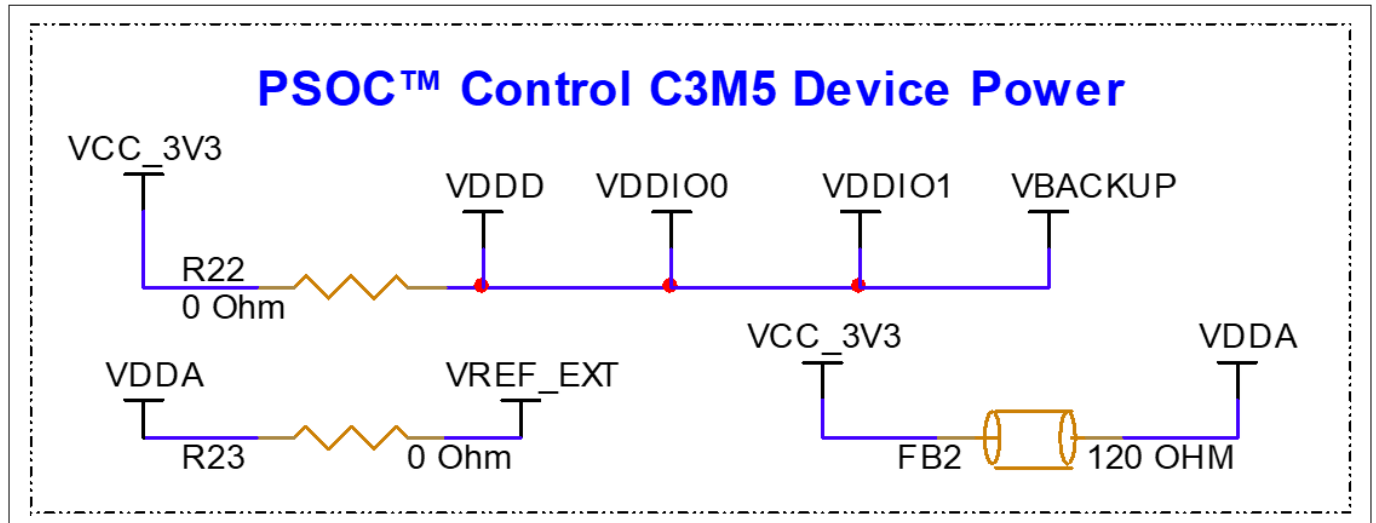 PSOC™ Control C3M5 Device Power
VCC_3V3
VDDD
VDDIO0
VDDIO1
VBACKUP
R22
0 Ohm
VDDA
VREF_EXT
R23
0 Ohm
VCC_3V3
VDDA
FB2
120 OHM